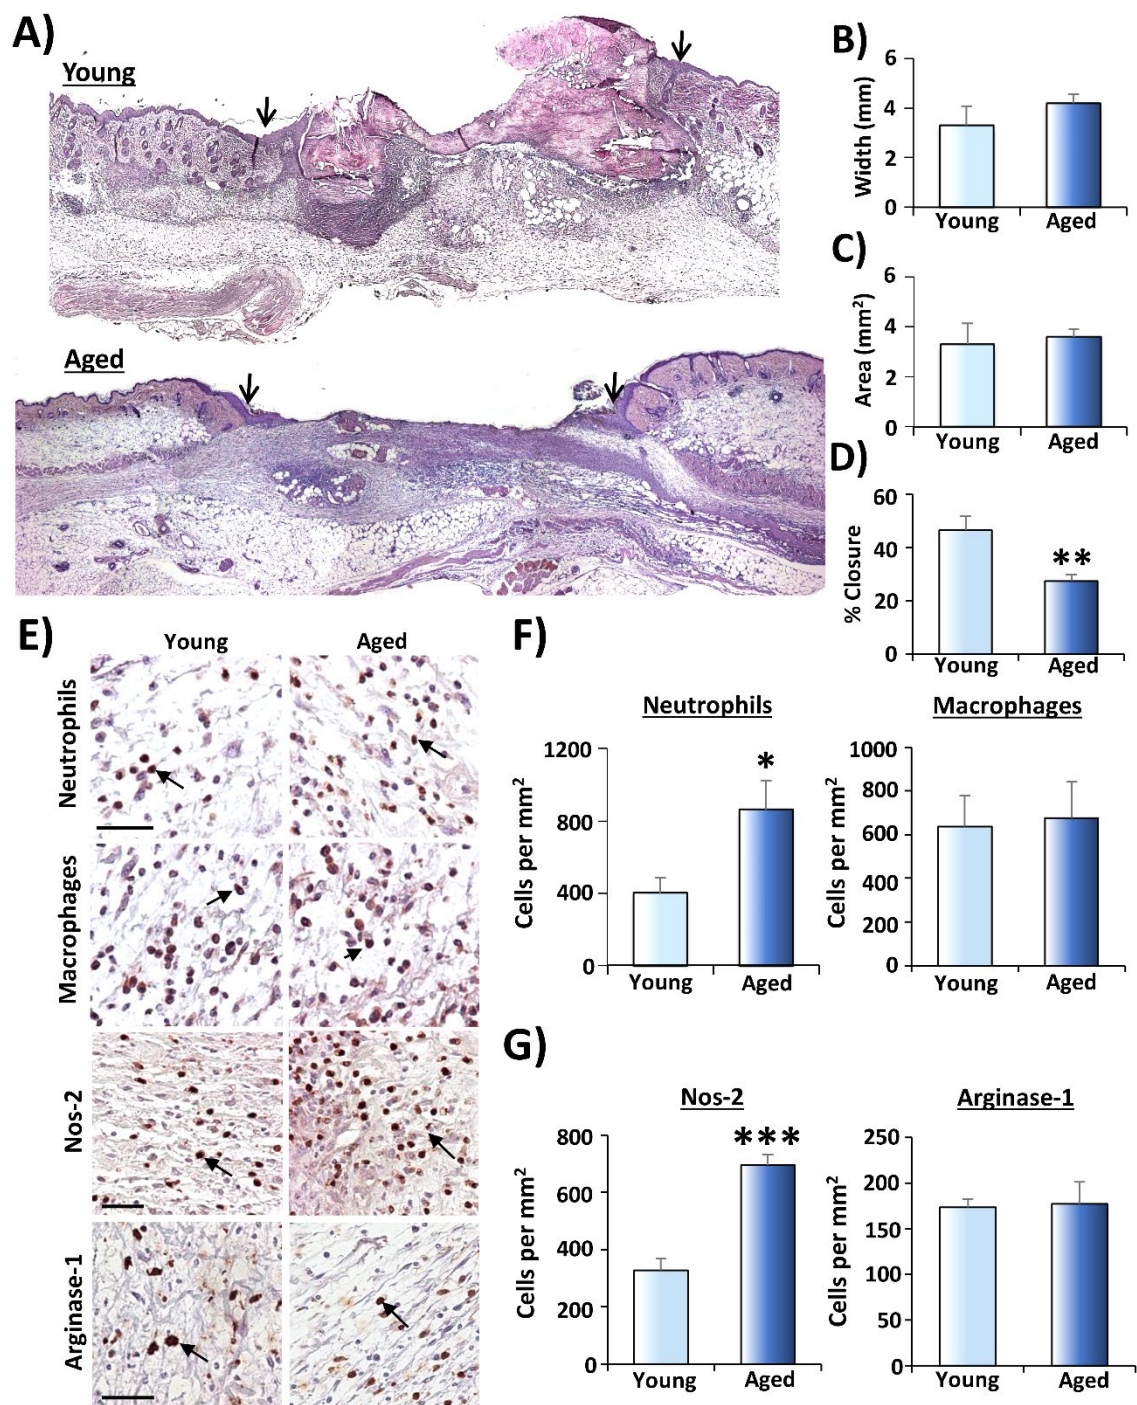 A)
Young
Aged
B)
Width (mm)
6
4
2
0
Young
Aged
C)
Area (mm²)
6
4
2
0
Young
Aged
D)
% Closure
60
40
20
0
**
Young
Aged
E)
Young
Aged
Neutrophils
Macrophages
Nos-2
Arginase-1
F)
Neutrophils
Cells per mm²
1200
800
400
0
*
Young
Aged
Macrophages
Cells per mm²
1000
800
600
400
200
0
Young
Aged
G)
Nos-2
Cells per mm²
800
600
400
200
0
***
Young
Aged
Arginase-1
Cells per mm²
250
200
150
100
50
0
Young
Aged